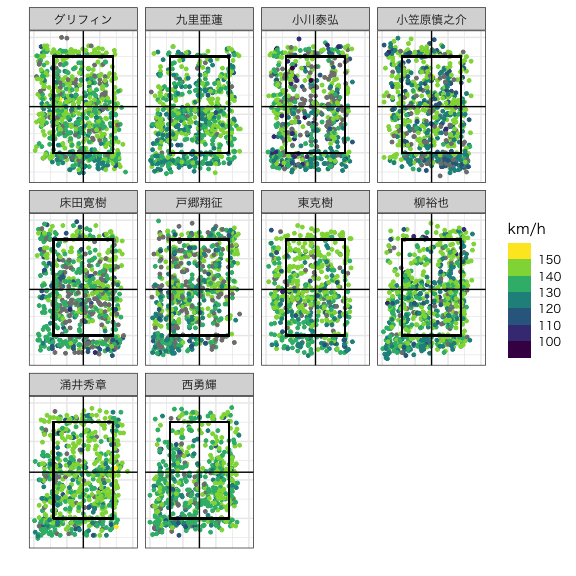 グリフィン
九里亜蓮
小川泰弘
小笠原慎之介
床田寛樹
戸郷翔征
東克樹
柳裕也
km/h
150
140
130
120
110
100
涌井秀章
西勇輝